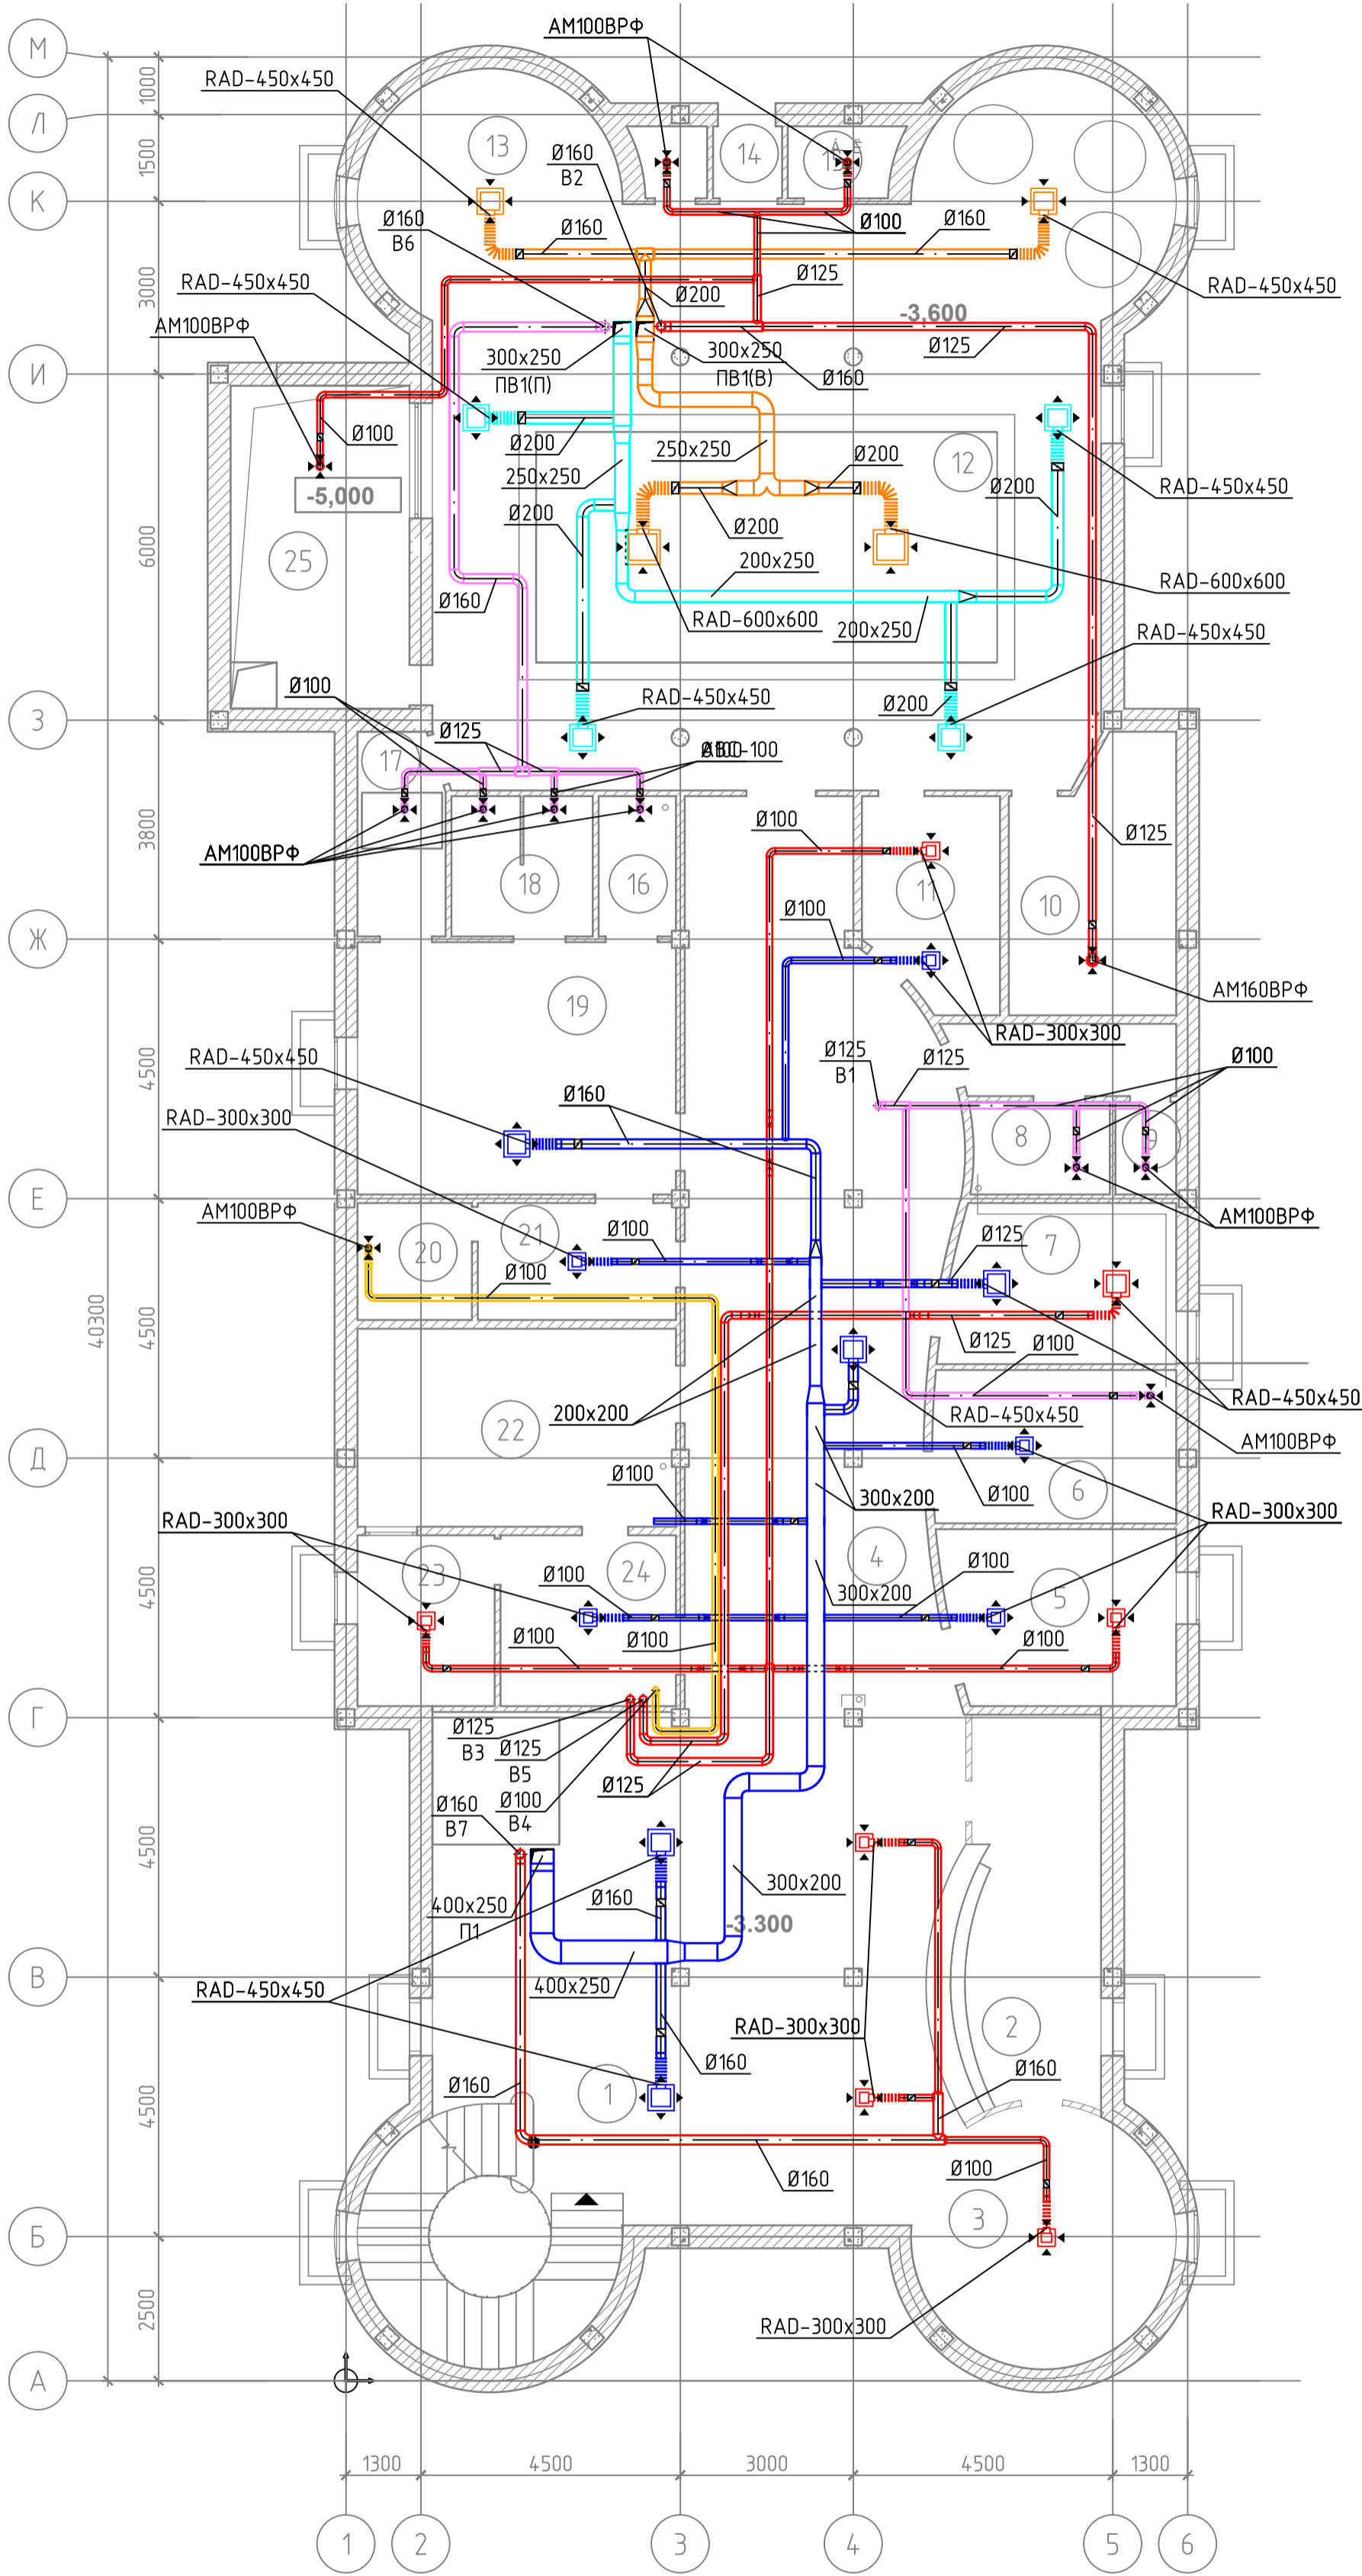 АМ100ВРФ
М
RAD-450x450
1000
Л
13
Ø160
В2
14
1500
К
Ø160
В6
Ø160
Ø100
Ø160
3000
RAD-450x450
Ø125
RAD-450x450
Ø200
АМ100ВРФ
-3.600
300x250
ПВ1(П)
300x250
ПВ1(В)
Ø125
И
Ø160
Ø100
Ø200
250x250
12
Ø200
250x250
-5,000
Ø200
RAD-450x450
Ø200
Ø200
6000
25
200x250
RAD-600x600
Ø160
RAD-600x600
200x250
RAD-450x450
Ø100
RAD-450x450
З
Ø200
Ø125
17
3800
АМ100ВРФ
Ø100
Ø125
18
16
11
10
Ø100
Ж
АМ160ВРФ
19
RAD-300x300
4500
RAD-450x450
Ø125
В1
Ø125
Ø100
RAD-300x300
Ø160
8
9
Е
АМ100ВРФ
АМ100ВРФ
20
21
Ø100
Ø125
7
Ø100
40300
4500
Ø125
Ø100
RAD-450x450
200x200
RAD-450x450
22
АМ100ВРФ
Д
Ø100
Ø100
300x200
6
RAD-300x300
RAD-300x300
4
23
24
Ø100
Ø100
4500
300x200
5
Ø100
Ø100
Ø100
Г
Ø125
В3
Ø125
В5
Ø125
Ø100
В4
Ø160
В7
4500
300x200
Ø160
400x250
П1
-3.300
В
400x250
RAD-450x450
2
RAD-300x300
Ø160
Ø160
4500
Ø160
1
Ø160
Ø100
3
Б
2500
RAD-300x300
А
1300
4500
3000
4500
1300
1
2
3
4
5
6